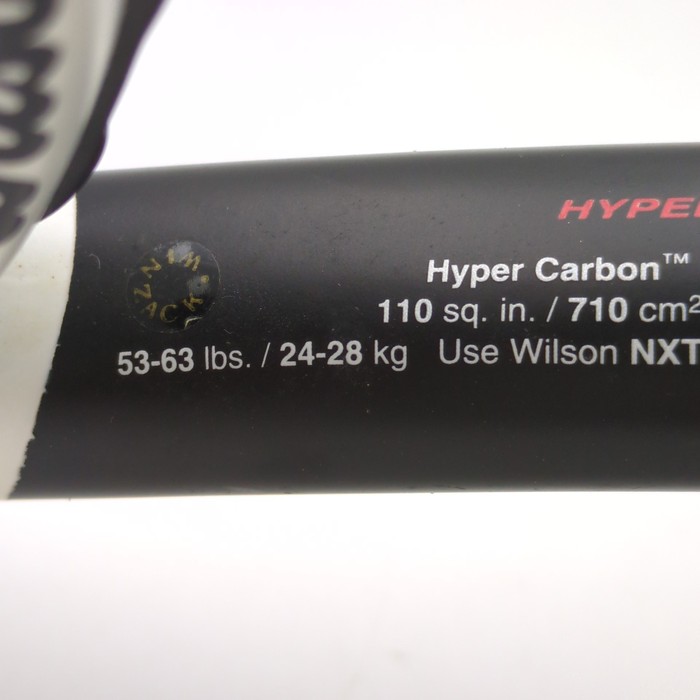 HYPE
Hyper Carbon™
110 sq. in. / 710 cm²
53-63 lbs. / 24-28 kg Use Wilson NXT